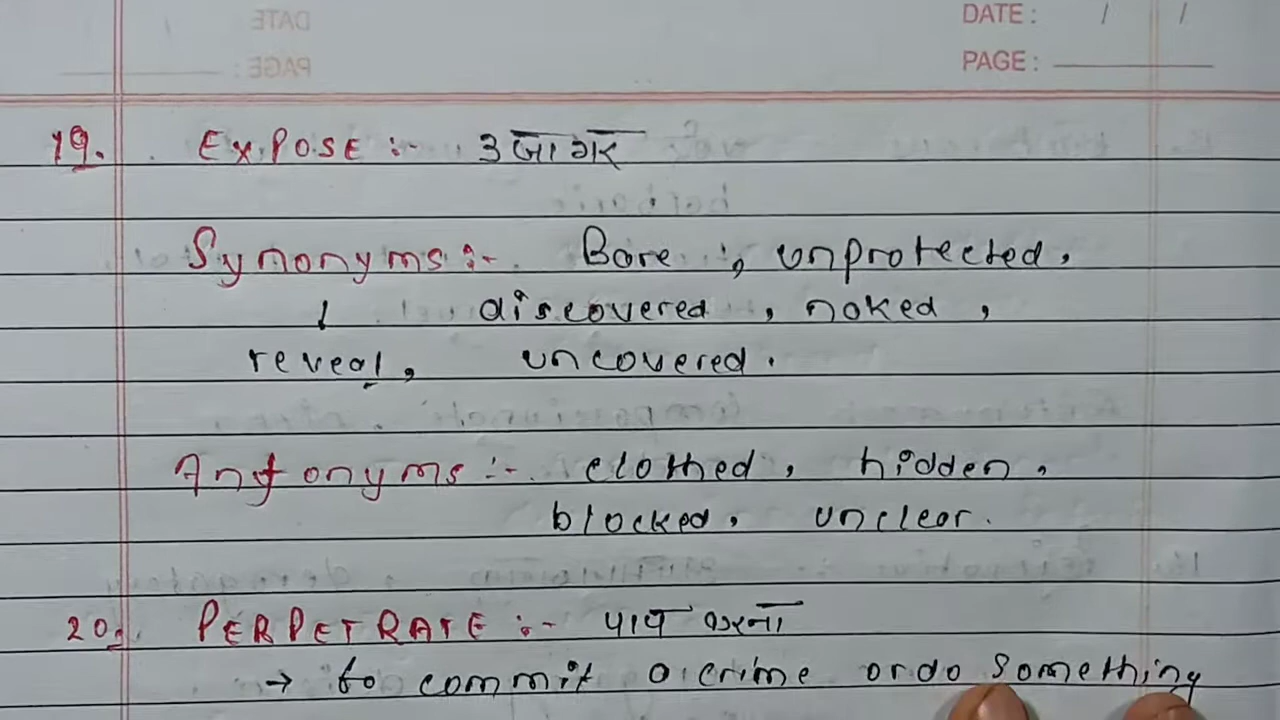 DATE : / /
PAGE :
19. EXPOSE :- उजागर
Synonyms :- Bare, unprotected,
discovered, naked,
reveal, uncovered.
Antonyms :- clothed, hidden,
blocked, unclear.
20. PERPETRATE :- पाप करना
→ to commit a crime or do something